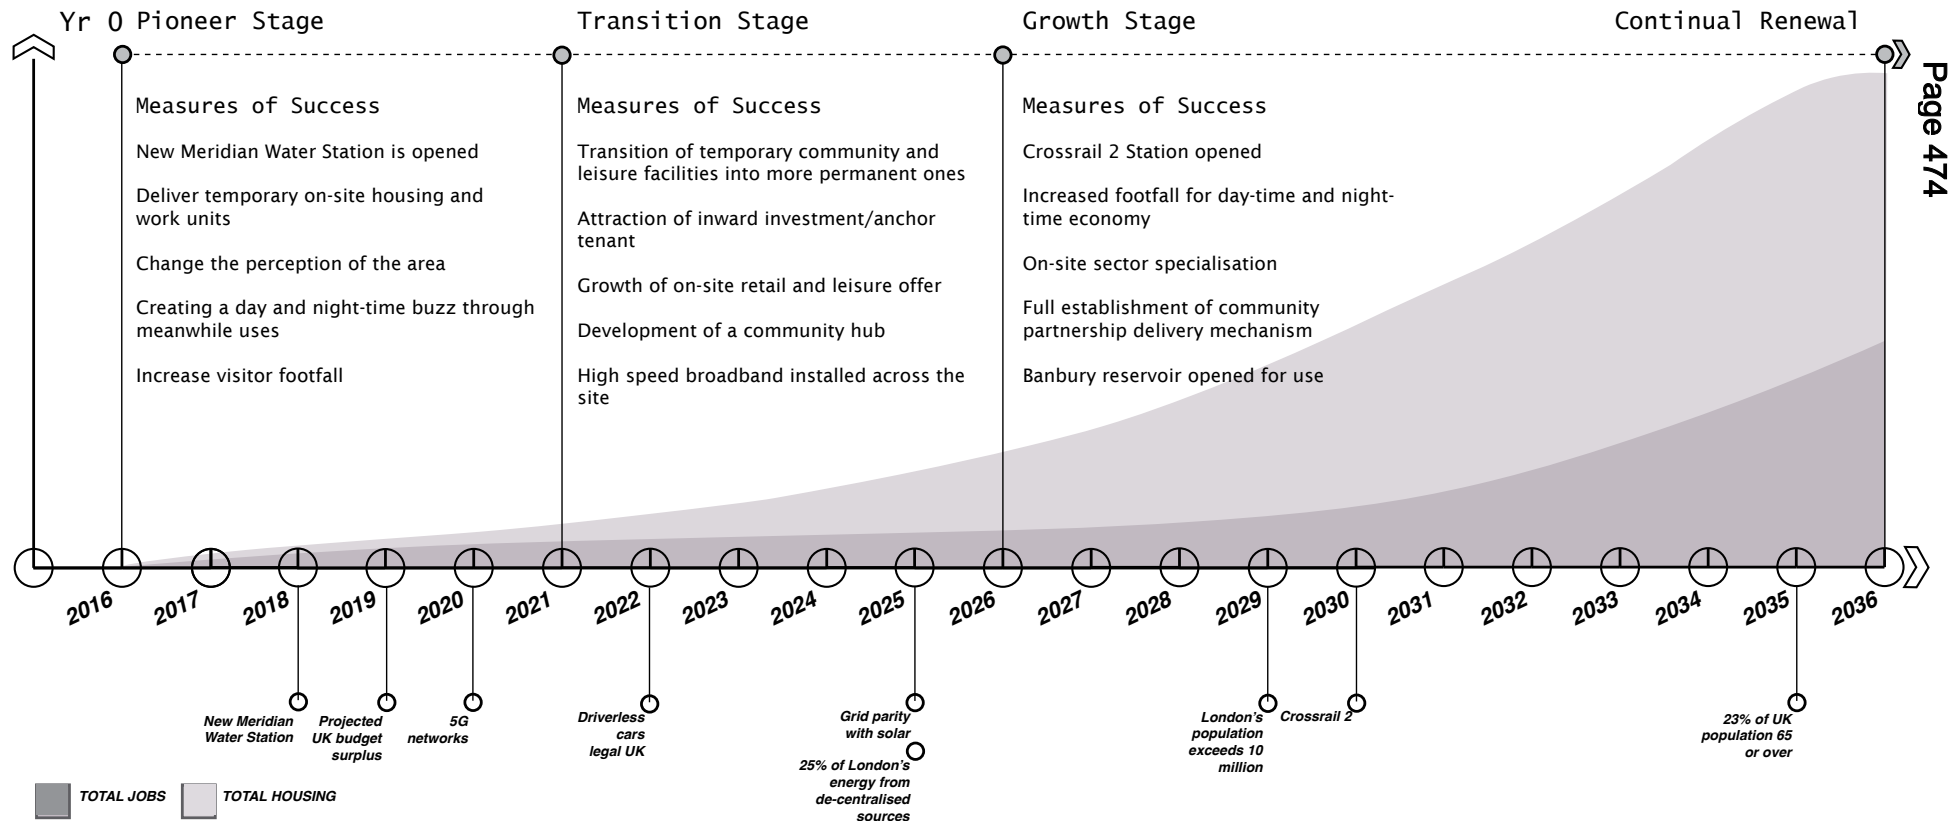 Yr 0 Pioneer Stage
Transition Stage
Growth Stage
Continual Renewal
Page 474
Measures of Success
New Meridian Water Station is opened
Deliver temporary on-site housing and
work units
Change the perception of the area
Creating a day and night-time buzz through
meanwhile uses
Increase visitor footfall
Measures of Success
Transition of temporary community and
leisure facilities into more permanent ones
Attraction of inward investment/anchor
tenant
Growth of on-site retail and leisure offer
Development of a community hub
High speed broadband installed across the
site
Measures of Success
Crossrail 2 Station opened
Increased footfall for day-time and night-
time economy
On-site sector specialisation
Full establishment of community
partnership delivery mechanism
Banbury reservoir opened for use
2016
2017
2018
2019
2020
2021
2022
2023
2024
2025
2026
2027
2028
2029
2030
2031
2032
2033
2034
2035
2036
New Meridian
Water Station
Projected
UK budget
surplus
5G
networks
Driverless
cars
legal UK
Grid parity
with solar
25% of London's
energy from
de-centralised
sources
London's
population
exceeds 10
million
Crossrail 2
23% of UK
population 65
or over
TOTAL JOBS
TOTAL HOUSING